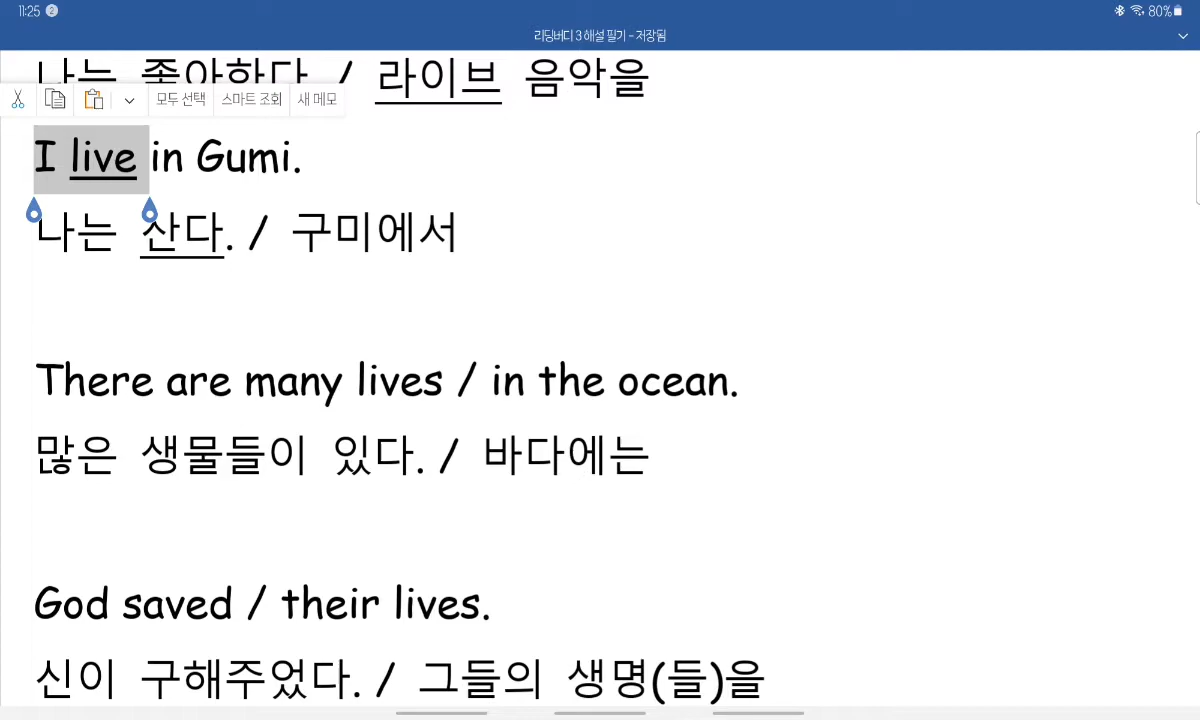 11:25 2
80%
리딩버디 3 해설 필기 - 저장됨
나는 좋아한다. / 라이브 음악을
모두 선택 스마트 조회 새 메모
I live in Gumi.
나는 산다. / 구미에서
There are many lives / in the ocean.
많은 생물들이 있다. / 바다에는
God saved / their lives.
신이 구해주었다. / 그들의 생명(들)을